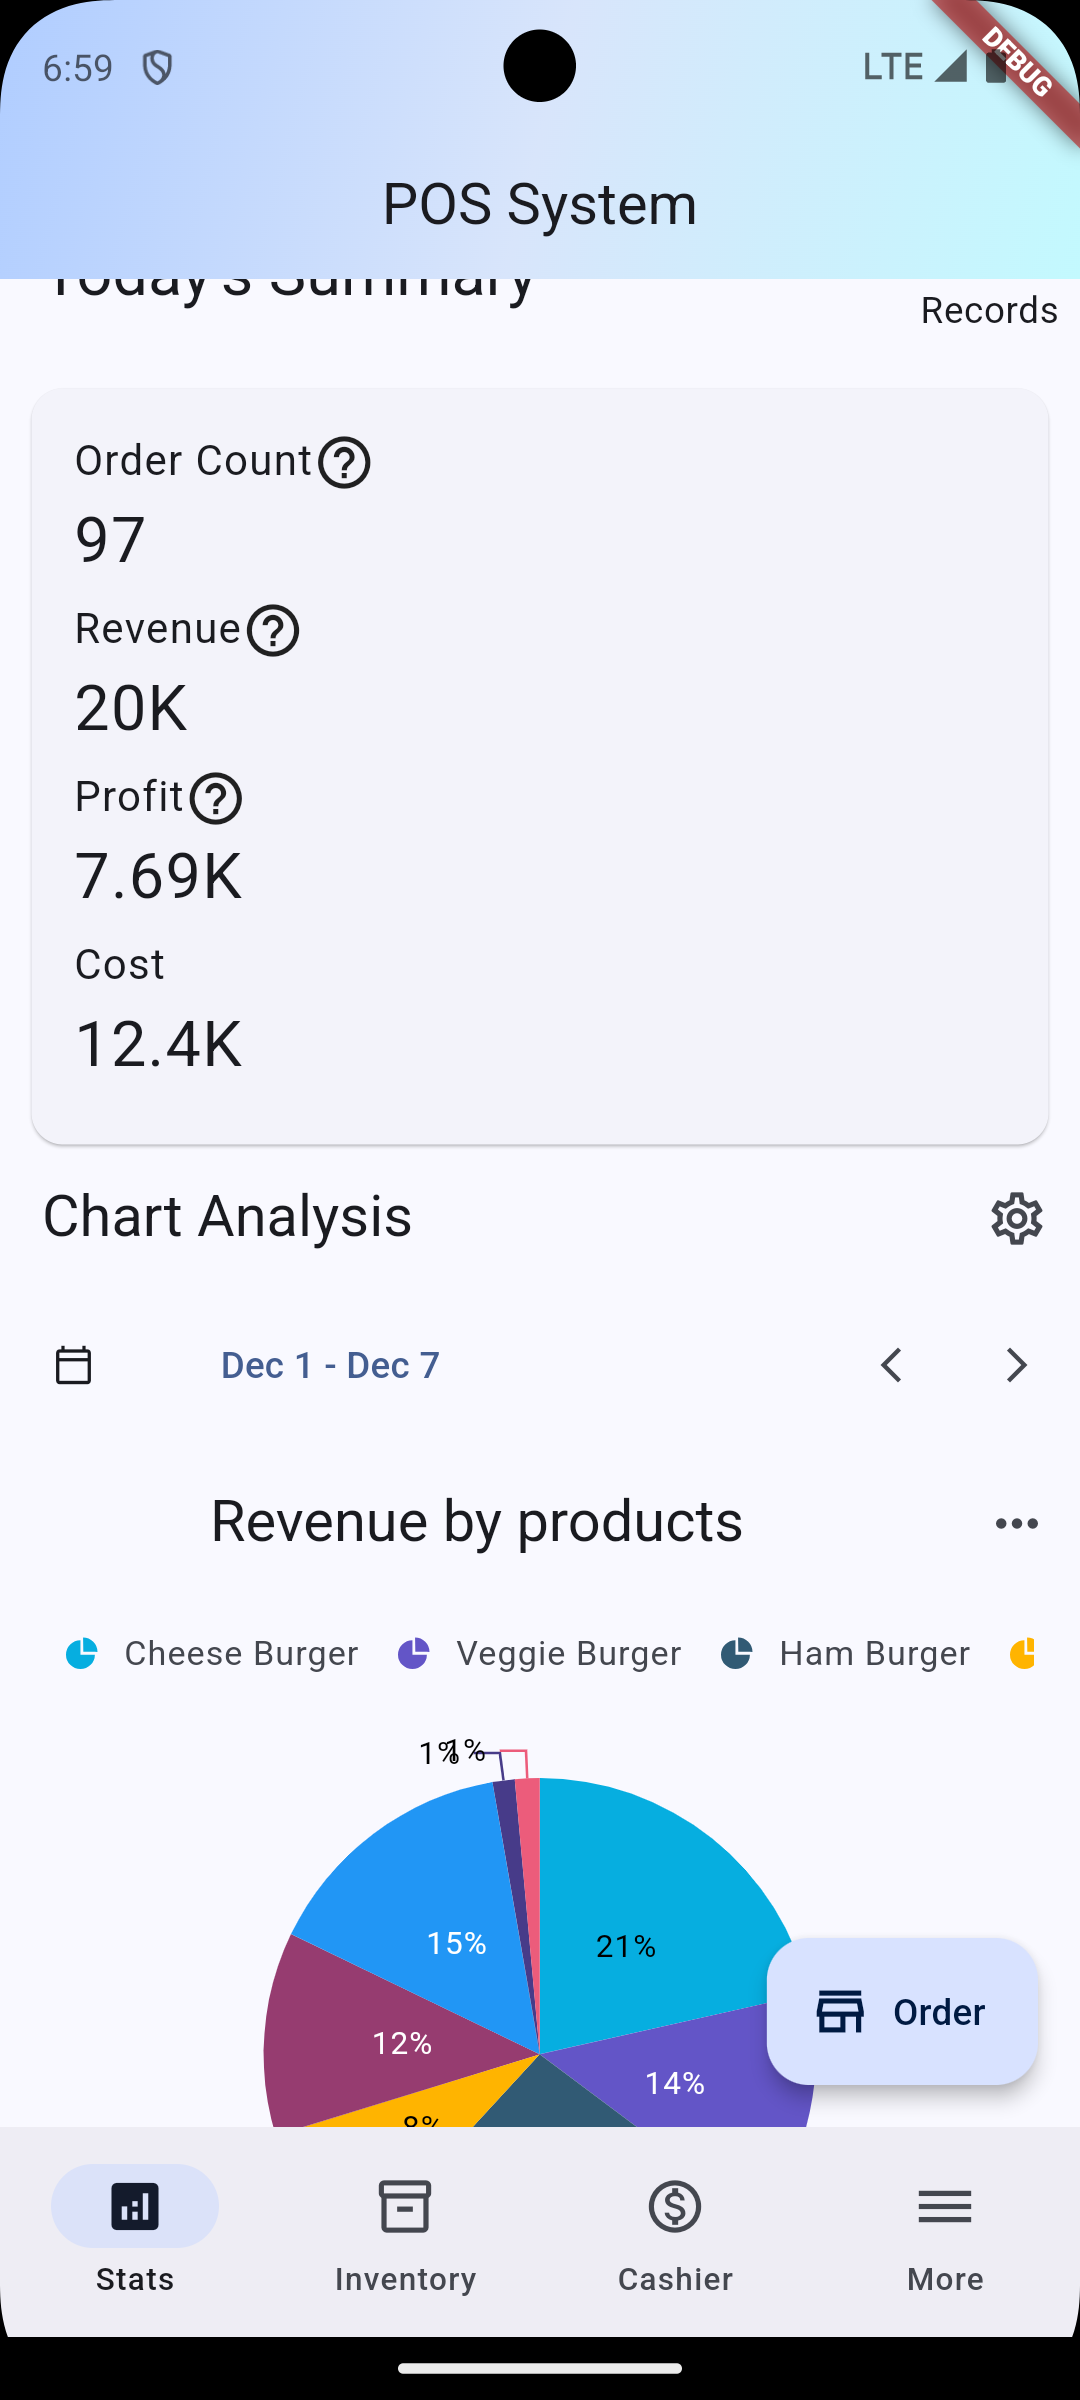 6:59
LTE
DEBUG
POS System
Today's Summary
Records
Order Count
97
Revenue
20K
Profit
7.69K
Cost
12.4K
Chart Analysis
Dec 1 - Dec 7
Revenue by products
Cheese Burger Veggie Burger Ham Burger
1% 1%
15% 21%
12%
14%
8%
Order
Stats Inventory Cashier More